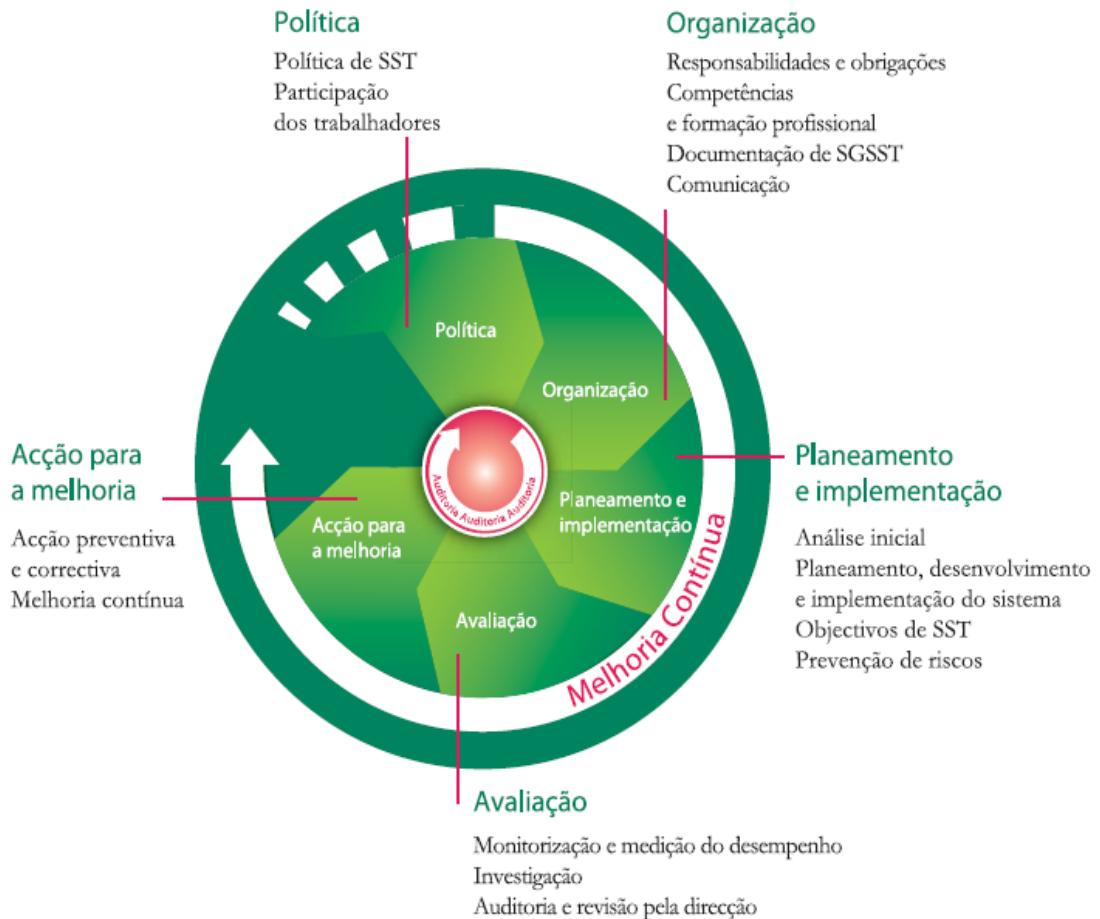 Política
Política de SST
Participação
dos trabalhadores
Organização
Responsabilidades e obrigações
Competências
e formação profissional
Documentação de SGSST
Comunicação
Política
Organização
Planeamento e
implementação
Avaliação
Acção para
a melhoria
Auditoria Auditoria Auditoria
Melhoria Contínua
Acção para
a melhoria
Acção preventiva
e correctiva
Melhoria contínua
Planeamento
e implementação
Análise inicial
Planeamento, desenvolvimento
e implementação do sistema
Objectivos de SST
Prevenção de riscos
Avaliação
Monitorização e medição do desempenho
Investigação
Auditoria e revisão pela direcção